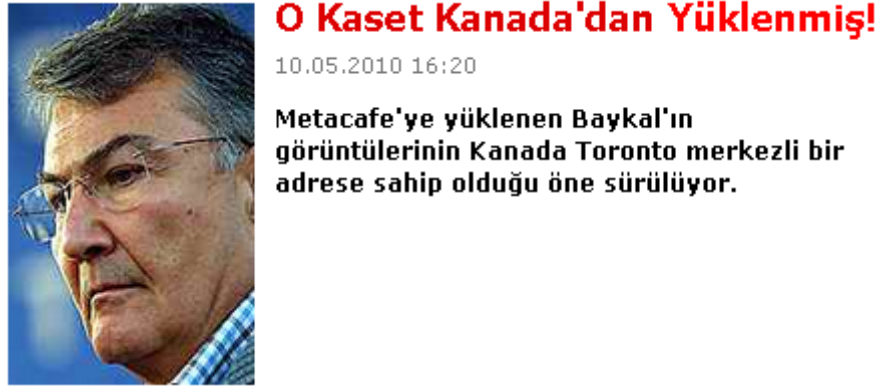 O Kaset Kanada'dan Yüklenmiş!
10.05.2010 16:20
Metacafe'ye yüklenen Baykal'ın
görüntülerinin Kanada Toronto merkezli bir
adrese sahip olduğu öne sürülüyor.